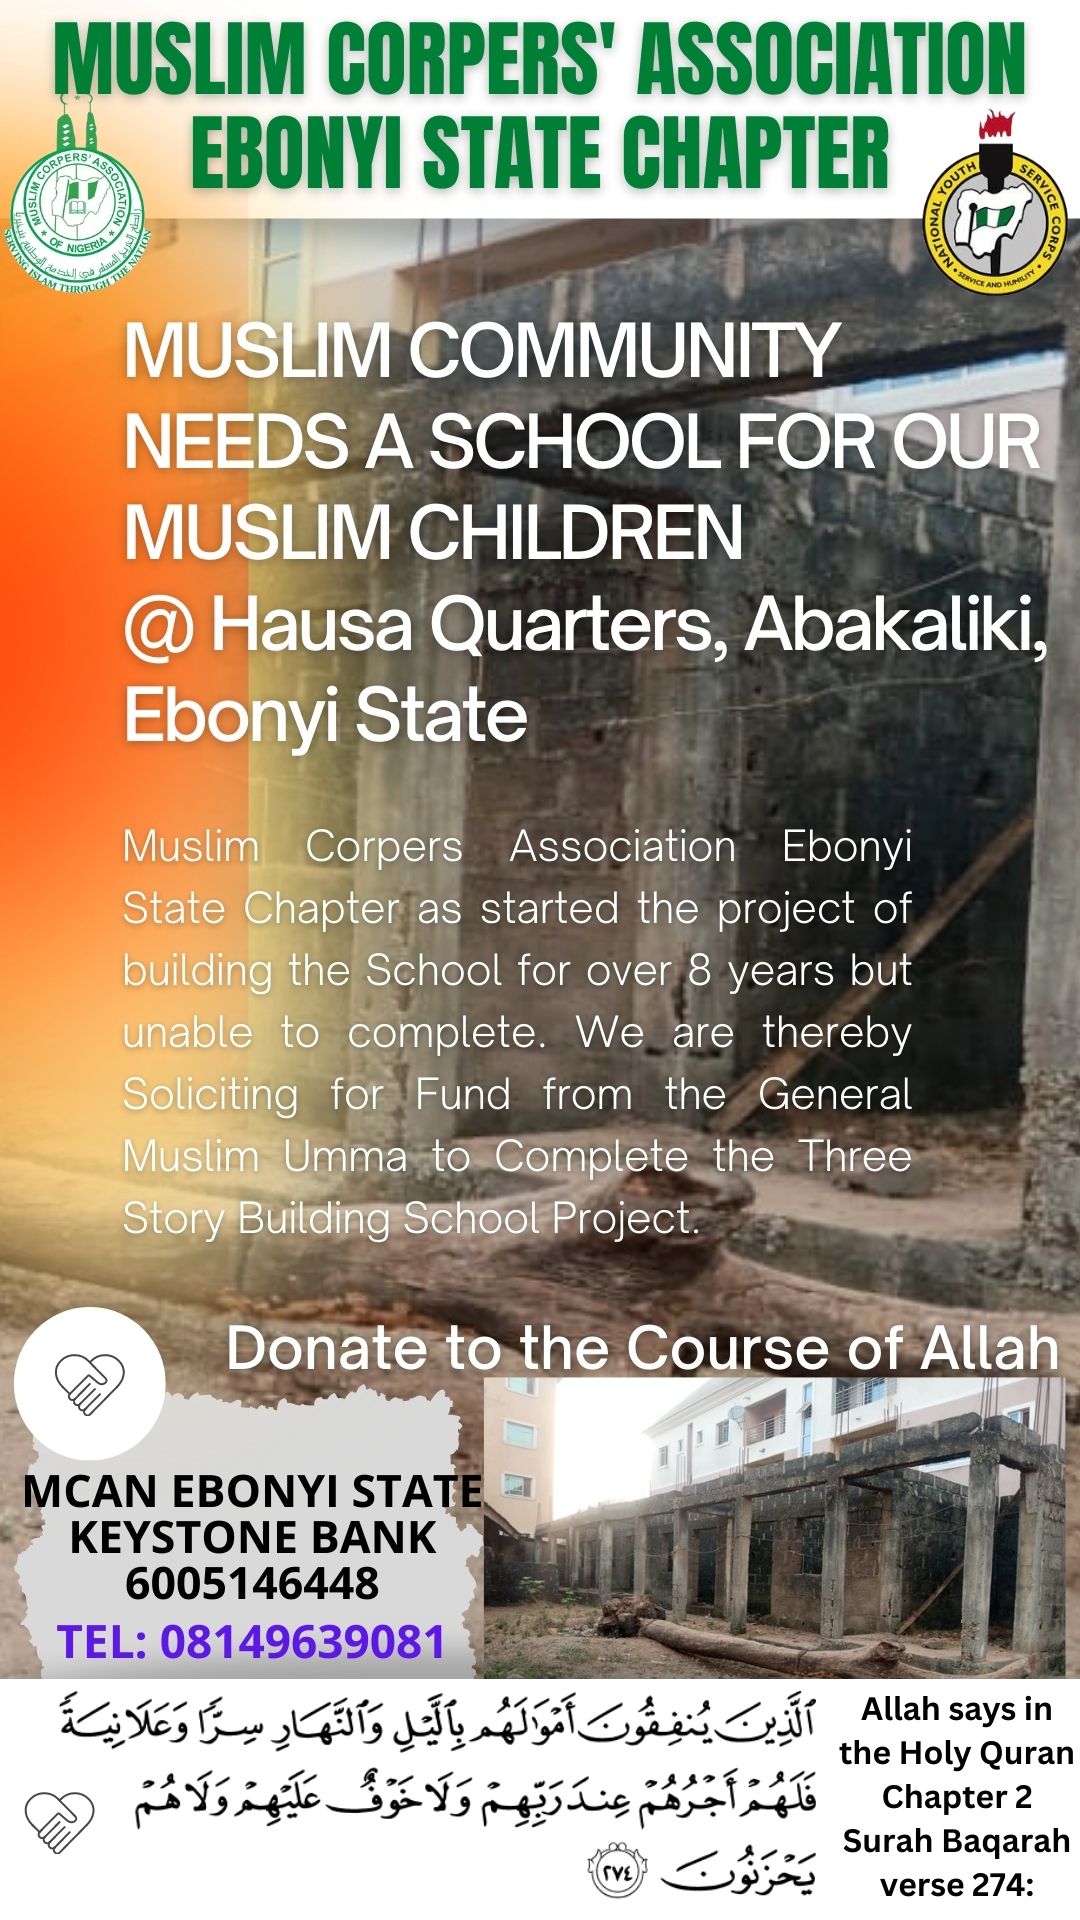 MUSLIM CORPERS' ASSOCIATION
EBONYI STATE CHAPTER
MUSLIM CORPERS' ASSOCIATION
OF NIGERIA
SERVING ISLAM THROUGH THE NATION
NATIONAL YOUTH SERVICE CORPS
SERVICE AND HUMILITY
MUSLIM COMMUNITY
NEEDS A SCHOOL FOR OUR
MUSLIM CHILDREN
@ Hausa Quarters, Abakaliki,
Ebonyi State
Muslim Corpers Association Ebonyi
State Chapter as started the project of
building the School for over 8 years but
unable to complete. We are thereby
Soliciting for Fund from the General
Muslim Umma to Complete the Three
Story Building School Project.
Donate to the Course of Allah
MCAN EBONYI STATE
KEYSTONE BANK
6005146448
TEL: 08149639081
ٱلَّذِينَ يُنفِقُونَ أَمْوَٰلَهُم بِٱلَّيْلِ وَٱلنَّهَارِ سِرًّا وَعَلَانِيَةً
فَلَهُمْ أَجْرُهُمْ عِندَ رَبِّهِمْ وَلَا خَوْفٌ عَلَيْهِمْ وَلَا هُمْ
يَحْزَنُونَ ٢٧٤
Allah says in
the Holy Quran
Chapter 2
Surah Baqarah
verse 274: